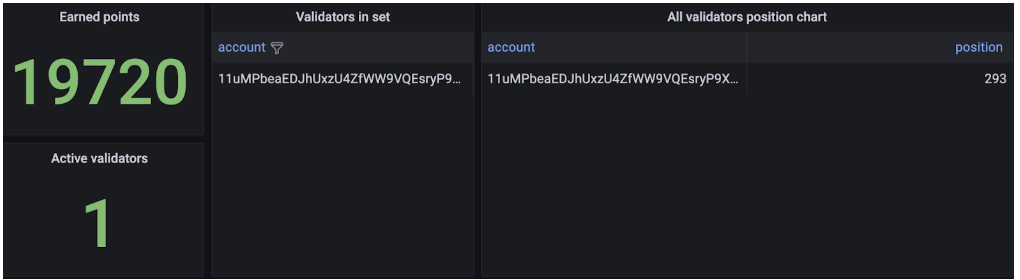 Earned points
19720
Active validators
1
Validators in set
account
11uMPbeaEDJhUxzU4ZfWW9VQEsryP9...
All validators position chart
account position
11uMPbeaEDJhUxzU4ZfWW9VQEsryP9X... 293